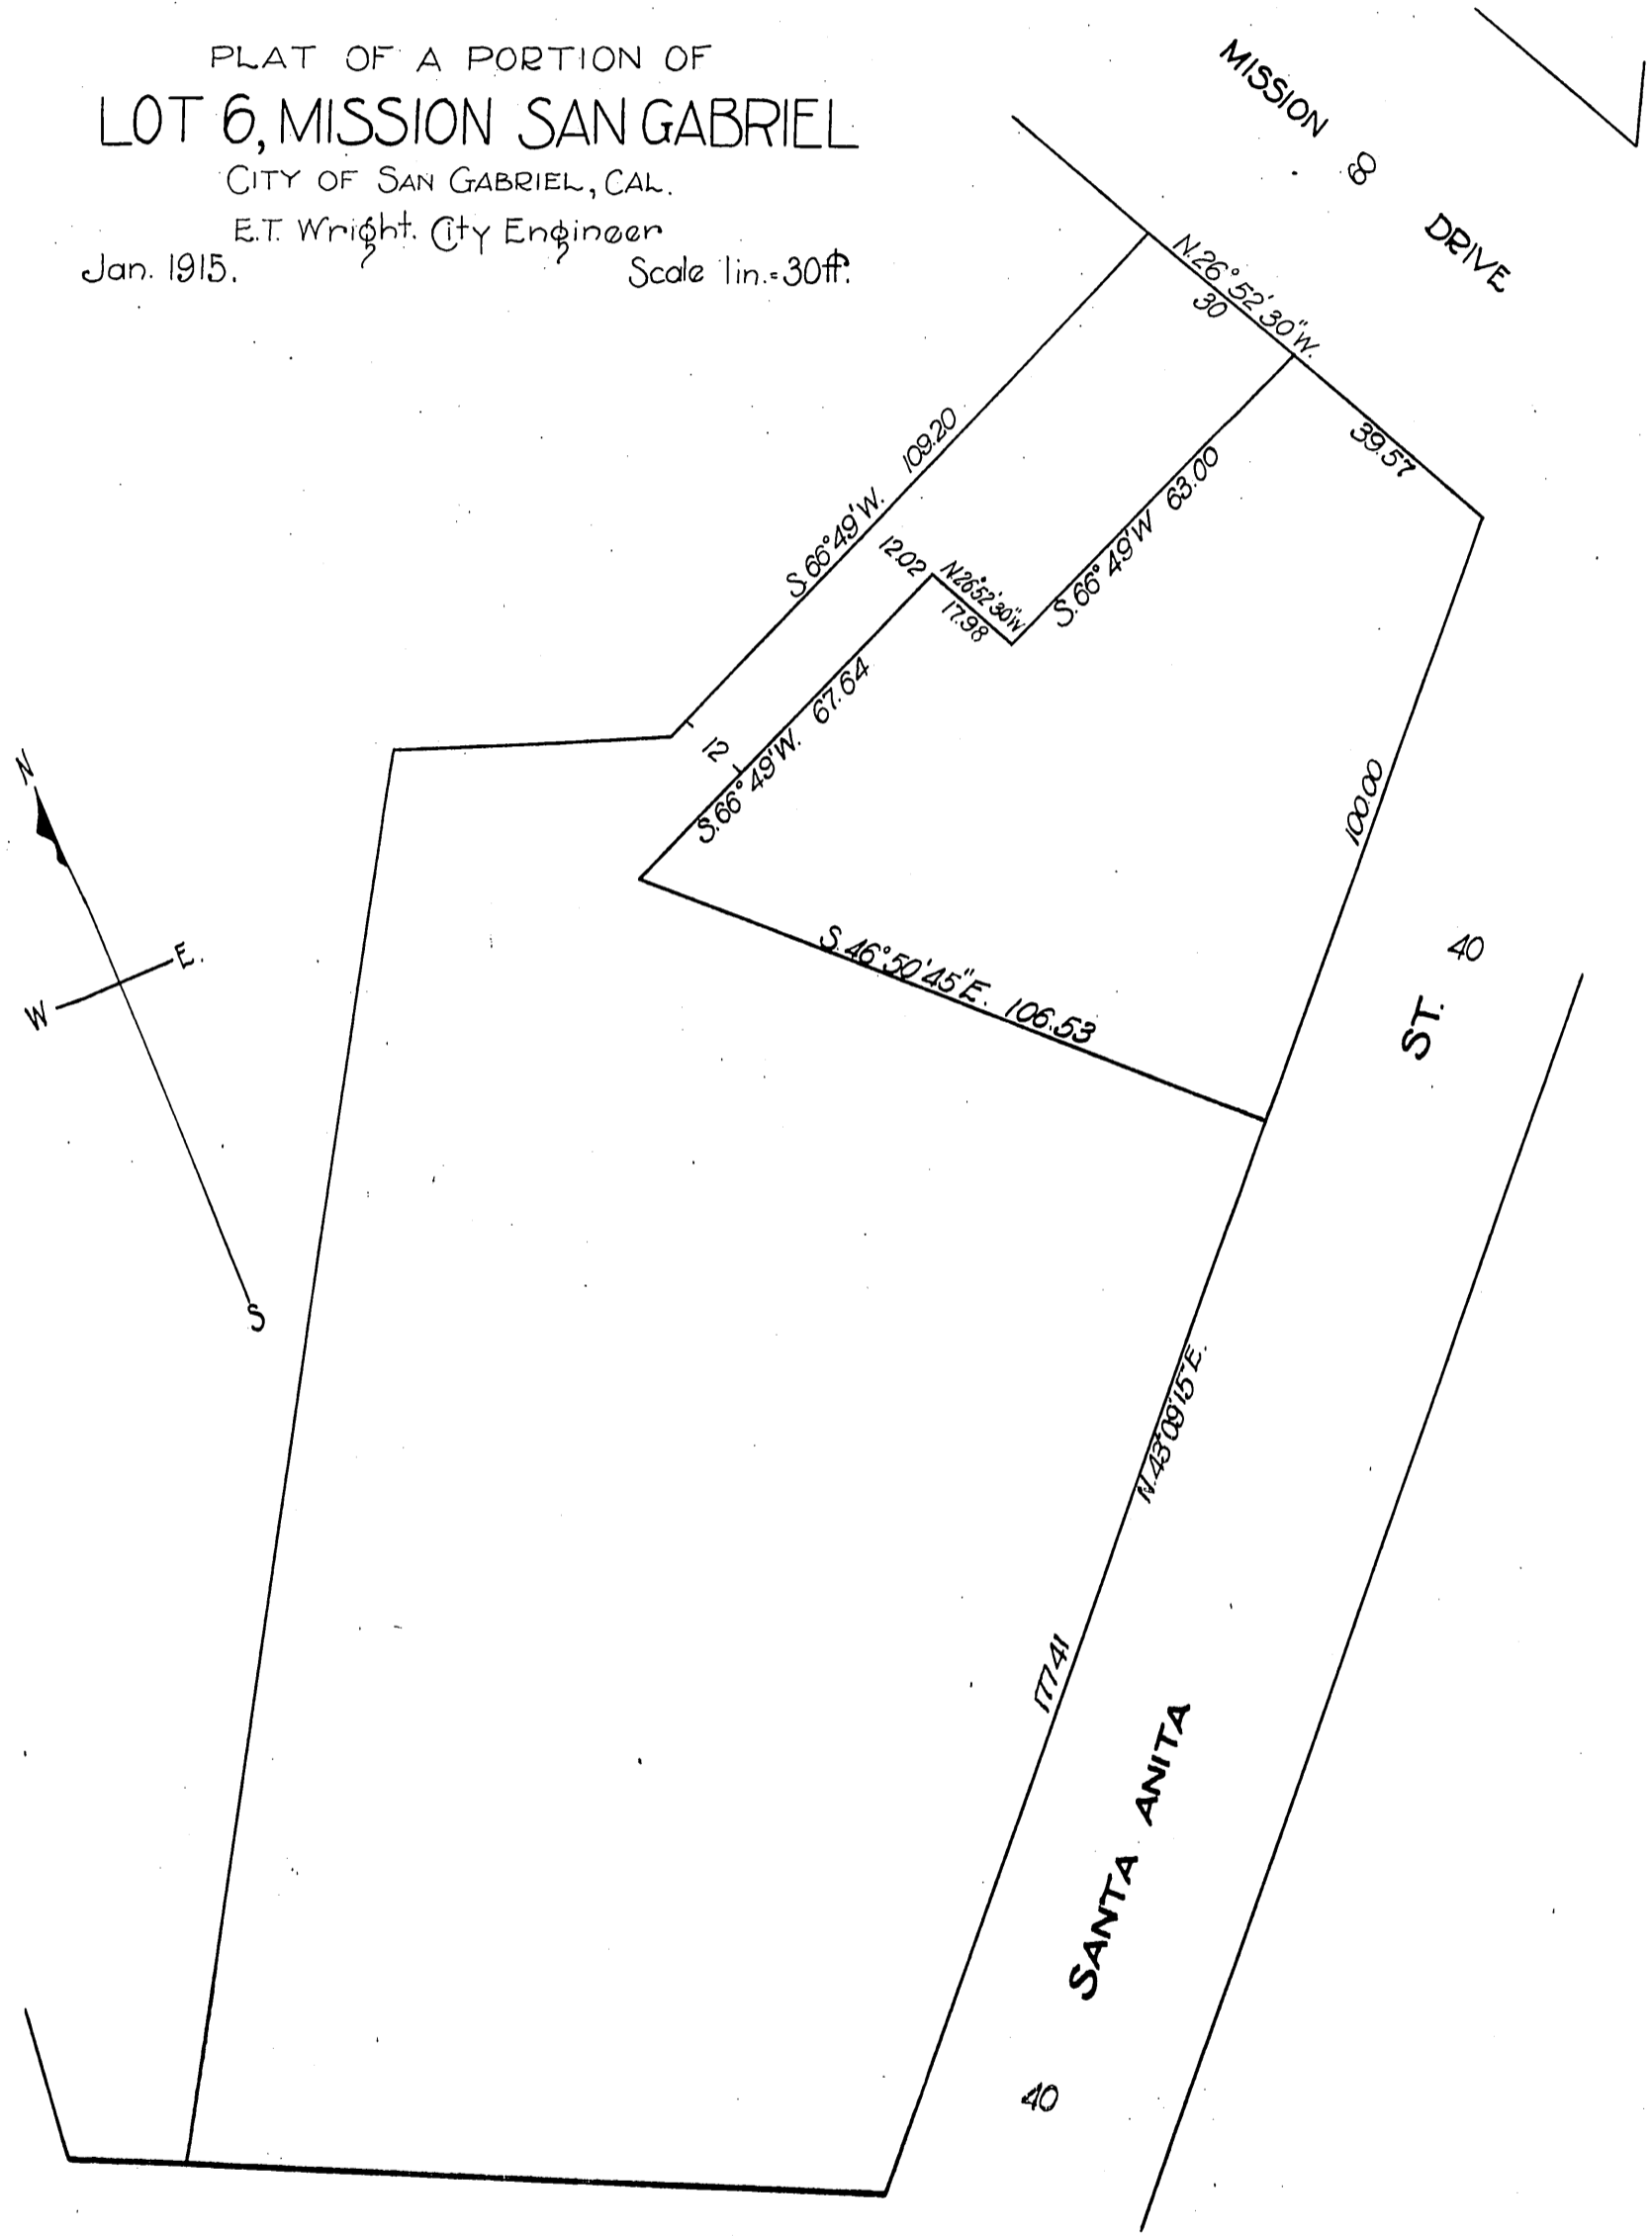 PLAT OF A PORTION OF
LOT 6, MISSION SAN GABRIEL
CITY OF SAN GABRIEL, CAL.
E.T. Wright. City Engineer
Jan. 1915. Scale 1in.=30ft.
MISSION
DRIVE
N.26°52'30"W.
30
39.57
109.20
S.66°49'W.
S.66°49'W 63.00
12.02
N26°52'30"W
17.98
S.66°49'W. 67.64
12
100.00
S.46°50'45"E. 106.53
N
E.
W
S
40
ST.
N.43°09'15"E.
177.41
SANTA ANITA
40